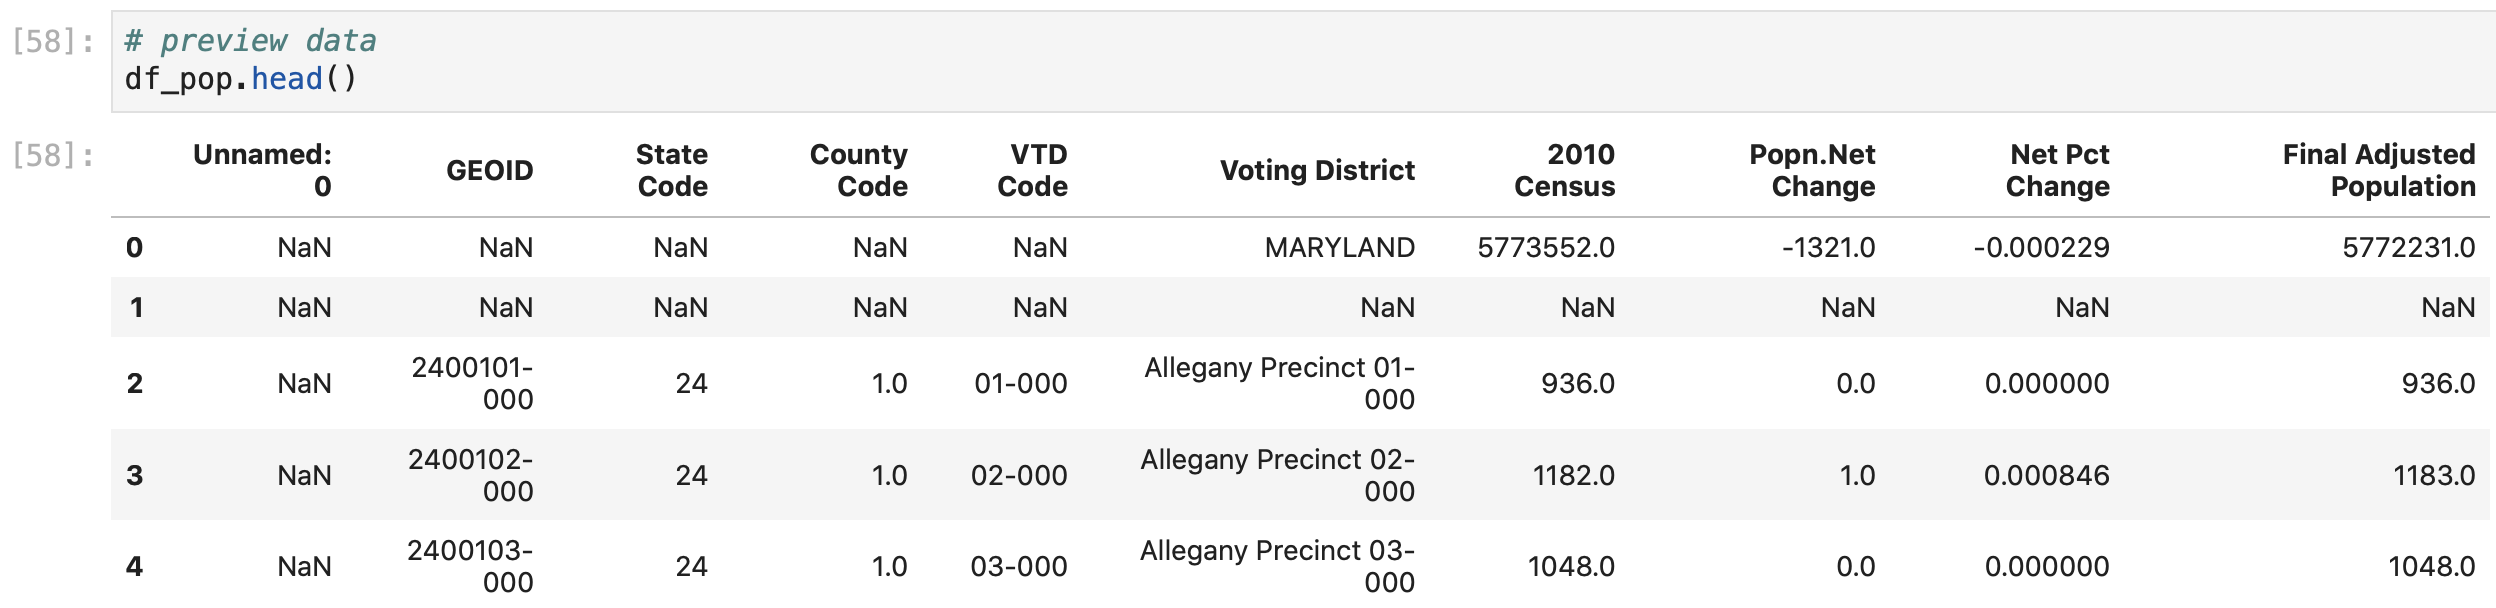 [58]: # preview data
df_pop.head()
[58]: Unnamed: 0 GEOID State Code County Code VTD Code Voting District 2010 Census Popn.Net Change Net Pct Change Final Adjusted Population
0 NaN NaN NaN NaN NaN MARYLAND 5773552.0 -1321.0 -0.000229 5772231.0
1 NaN NaN NaN NaN NaN NaN NaN NaN NaN NaN
2 NaN 2400101-000 24 1.0 01-000 Allegany Precinct 01-000 936.0 0.0 0.000000 936.0
3 NaN 2400102-000 24 1.0 02-000 Allegany Precinct 02-000 1182.0 1.0 0.000846 1183.0
4 NaN 2400103-000 24 1.0 03-000 Allegany Precinct 03-000 1048.0 0.0 0.000000 1048.0